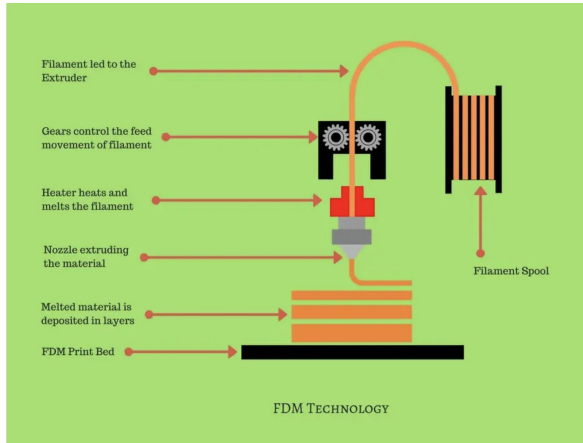 Filament led to the
Extruder
Gears control the feed
movement of filament
Heater heats and
melts the filament
Nozzle extruding
the material
Filament Spool
Melted material is
deposited in layers
FDM Print Bed
FDM Technology